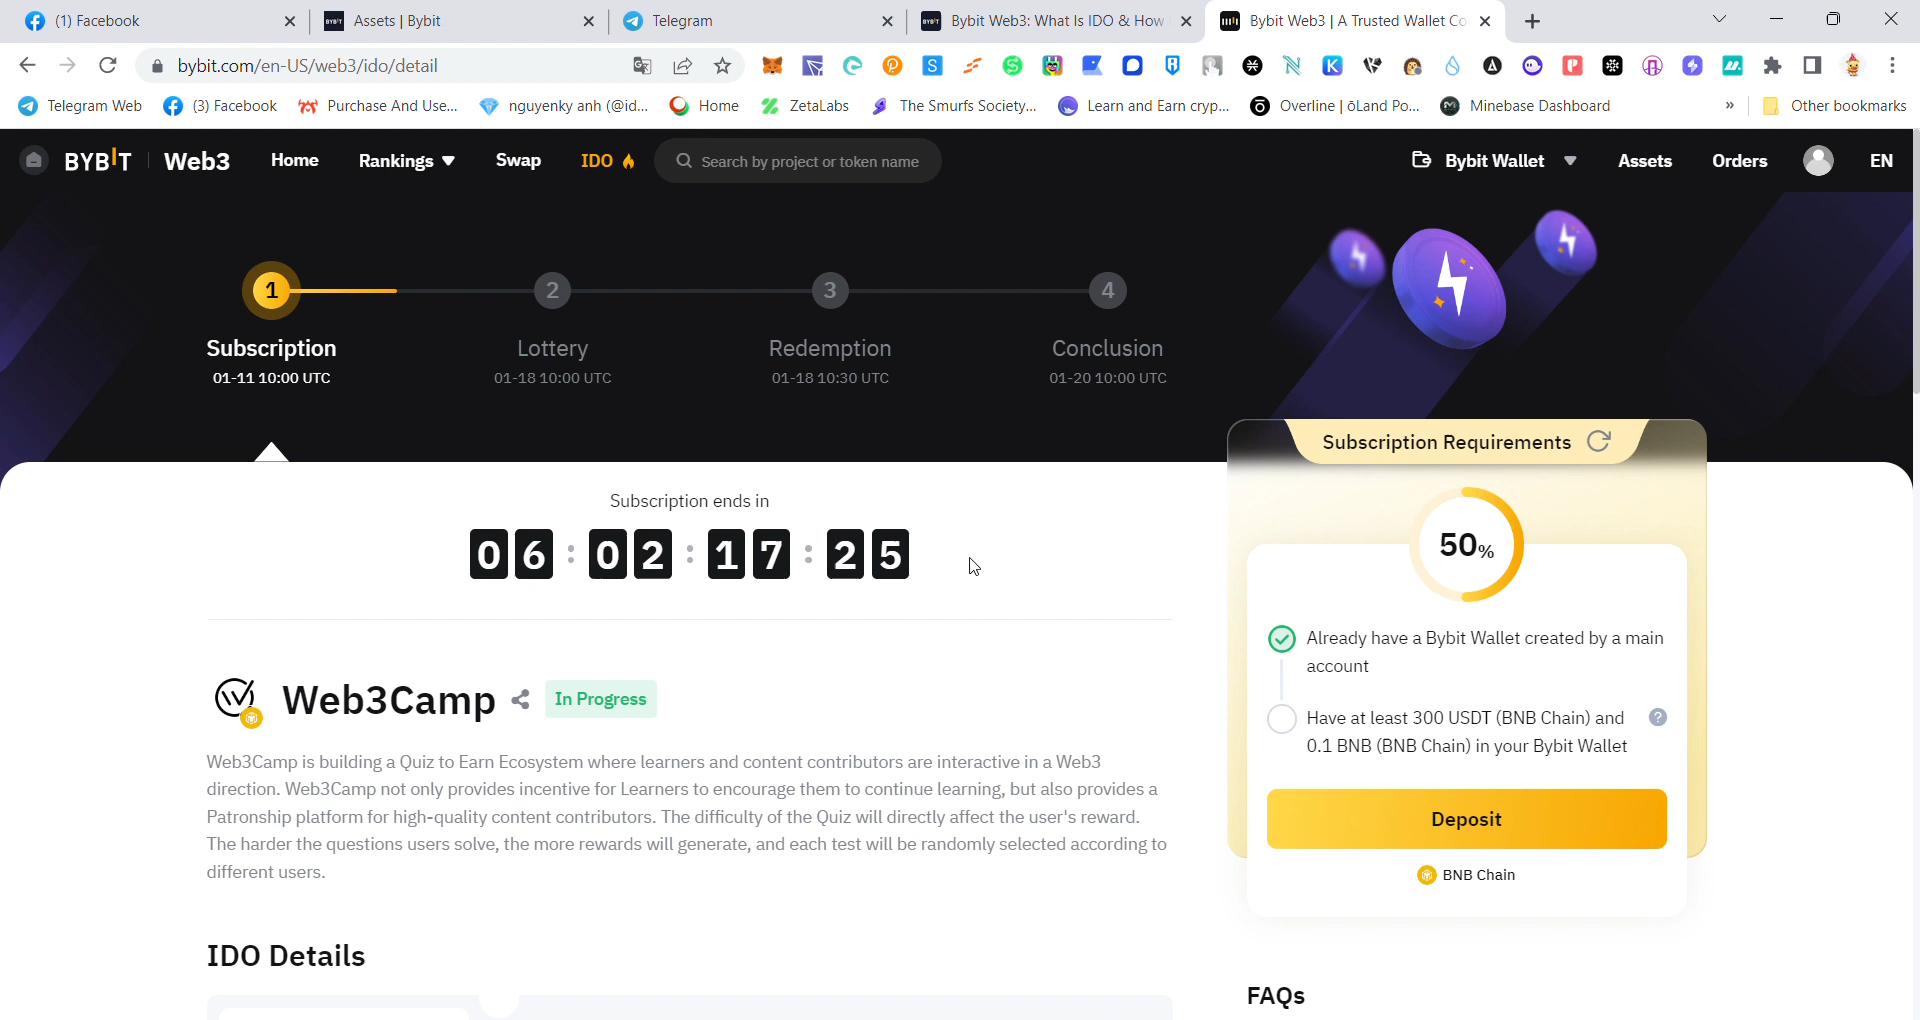 (1) Facebook
Assets | Bybit
Telegram
Bybit Web3: What Is IDO & How
Bybit Web3 | A Trusted Wallet Co
bybit.com/en-US/web3/ido/detail
Telegram Web
(3) Facebook
Purchase And Use...
nguyenky anh (@id...
Home
ZetaLabs
The Smurfs Society...
Learn and Earn cryp...
Overline | ōLand Po...
Minebase Dashboard
»
Other bookmarks
BYBIT Web3
Home
Rankings
Swap
IDO
Search by project or token name
Bybit Wallet
Assets
Orders
EN
1
2
3
4
Subscription
Lottery
Redemption
Conclusion
01-11 10:00 UTC
01-18 10:00 UTC
01-18 10:30 UTC
01-20 10:00 UTC
Subscription ends in
06 : 02 : 17 : 25
Web3Camp
In Progress
Web3Camp is building a Quiz to Earn Ecosystem where learners and content contributors are interactive in a Web3
direction. Web3Camp not only provides incentive for Learners to encourage them to continue learning, but also provides a
Patronship platform for high-quality content contributors. The difficulty of the Quiz will directly affect the user's reward.
The harder the questions users solve, the more rewards will generate, and each test will be randomly selected according to
different users.
IDO Details
Subscription Requirements
50%
Already have a Bybit Wallet created by a main
account
Have at least 300 USDT (BNB Chain) and
?
0.1 BNB (BNB Chain) in your Bybit Wallet
Deposit
BNB Chain
FAQs